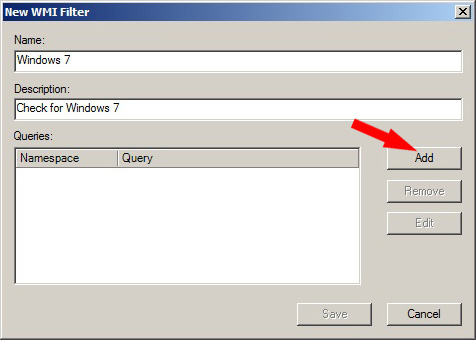 New WMI Filter
Name:
Windows 7
Description:
Check for Windows 7
Queries:
Namespace Query
Add
Remove
Edit
Save Cancel